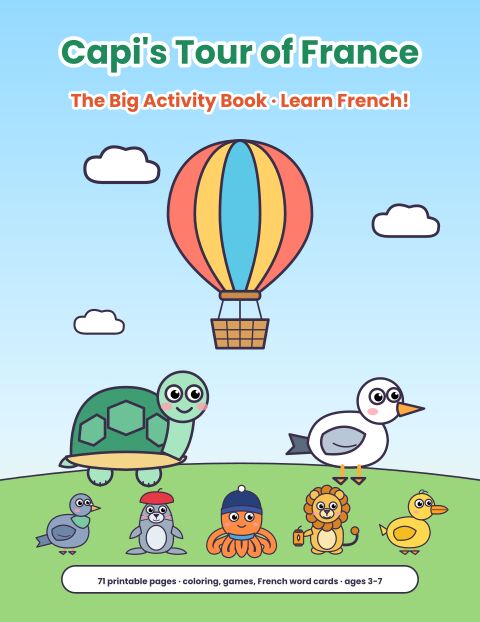 Capi's Tour of France
The Big Activity Book · Learn French!
71 printable pages · coloring, games, French word cards · ages 3-7